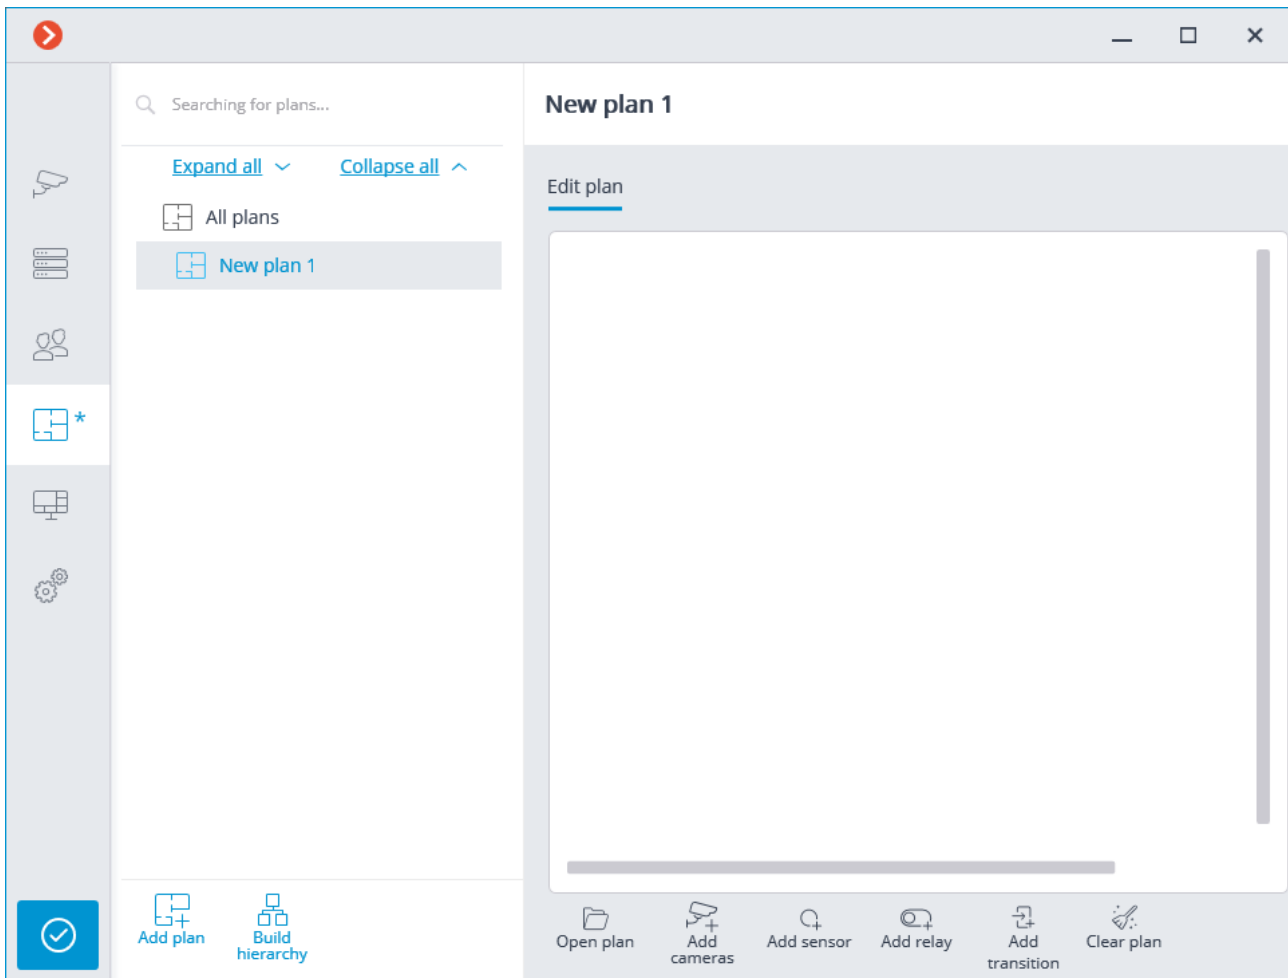 Searching for plans...
New plan 1
Expand all
Collapse all
Edit plan
All plans
New plan 1
*
Add plan
Build
hierarchy
Open plan
Add
cameras
Add sensor
Add relay
Add
transition
Clear plan